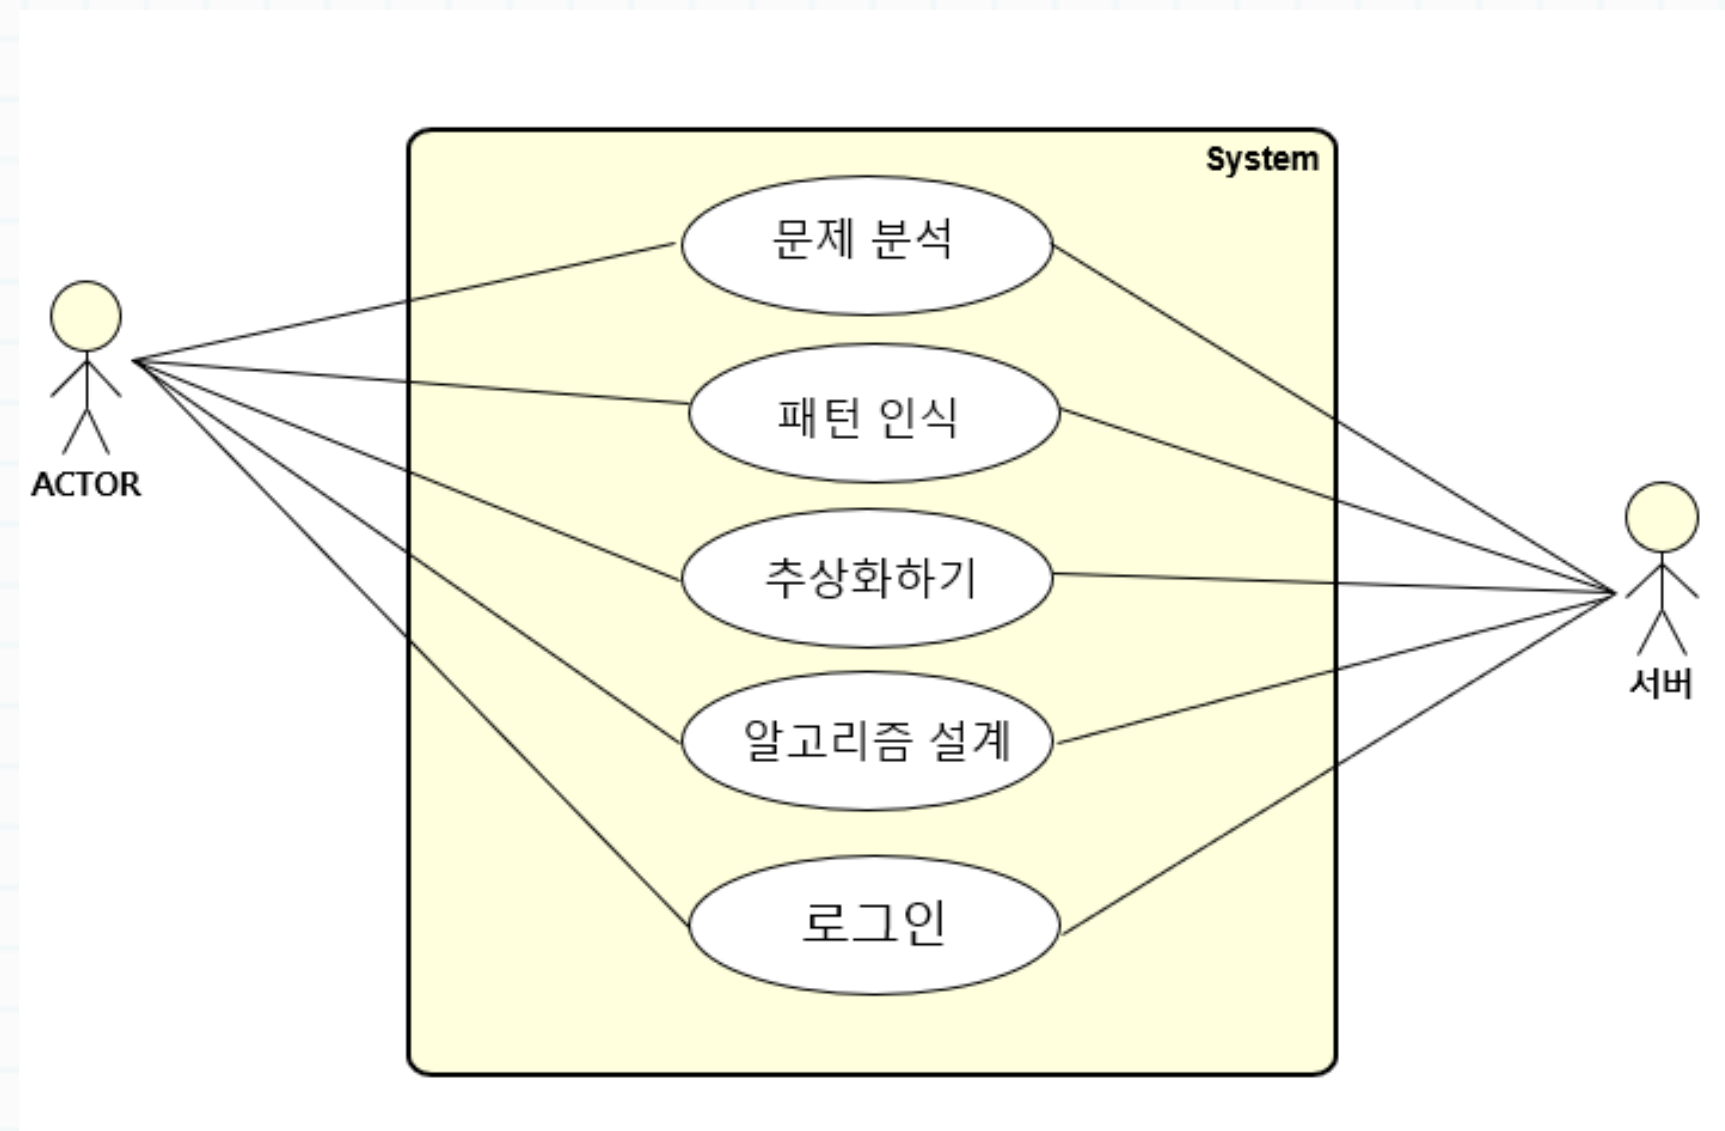 System
문제 분석
패턴 인식
ACTOR
추상화하기
서버
알고리즘 설계
로그인